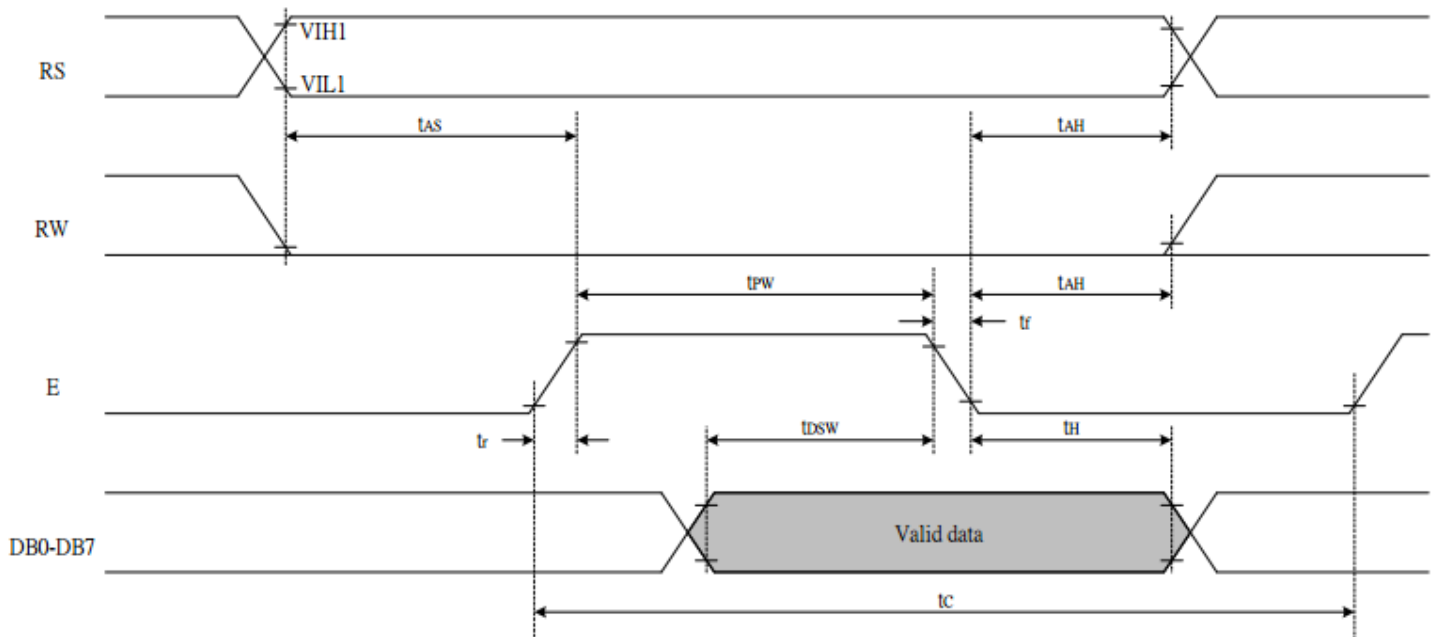 VIH1
RS
VIL1
tAS
tAH
RW
tPW
tAH
tf
E
tr
tDSW
tH
Valid data
DB0-DB7
tC